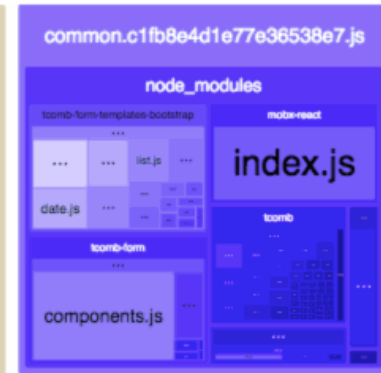 common.c1fb8e4d1e77e36538e7.js
node_modules
tcomb-form-templates-bootstrap
...
... ... list.js ...
date.js ...
mobx-react
index.js
tcomb-form
...
components.js
...
tcomb
...
...
...